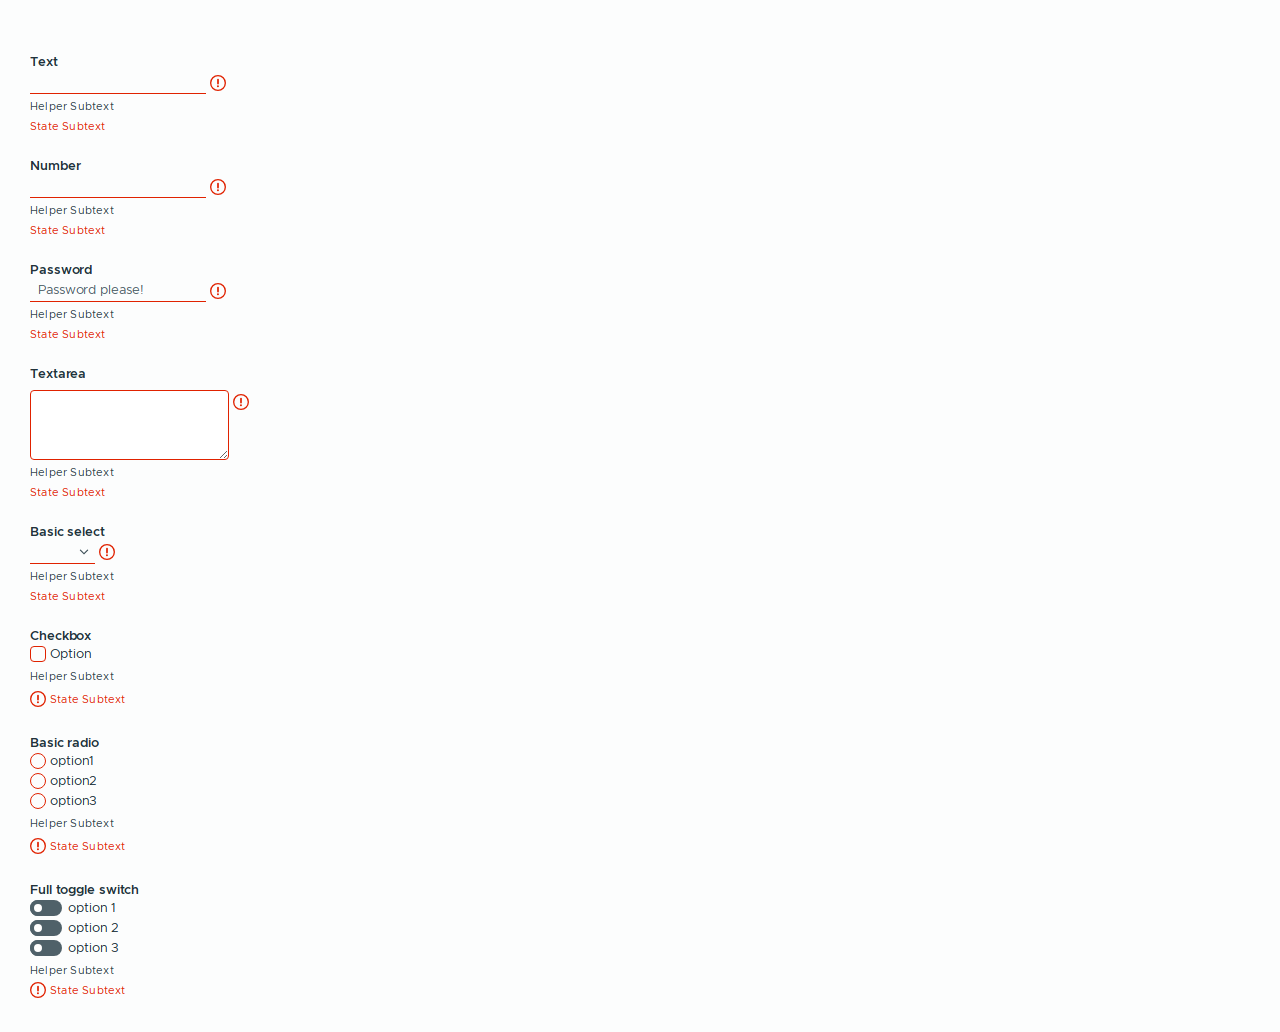 Text
Helper Subtext
State Subtext
Number
Helper Subtext
State Subtext
Password
Password please!
Helper Subtext
State Subtext
Textarea
Helper Subtext
State Subtext
Basic select
Helper Subtext
State Subtext
Checkbox
Option
Helper Subtext
State Subtext
Basic radio
option1
option2
option3
Helper Subtext
State Subtext
Full toggle switch
option 1
option 2
option 3
Helper Subtext
State Subtext